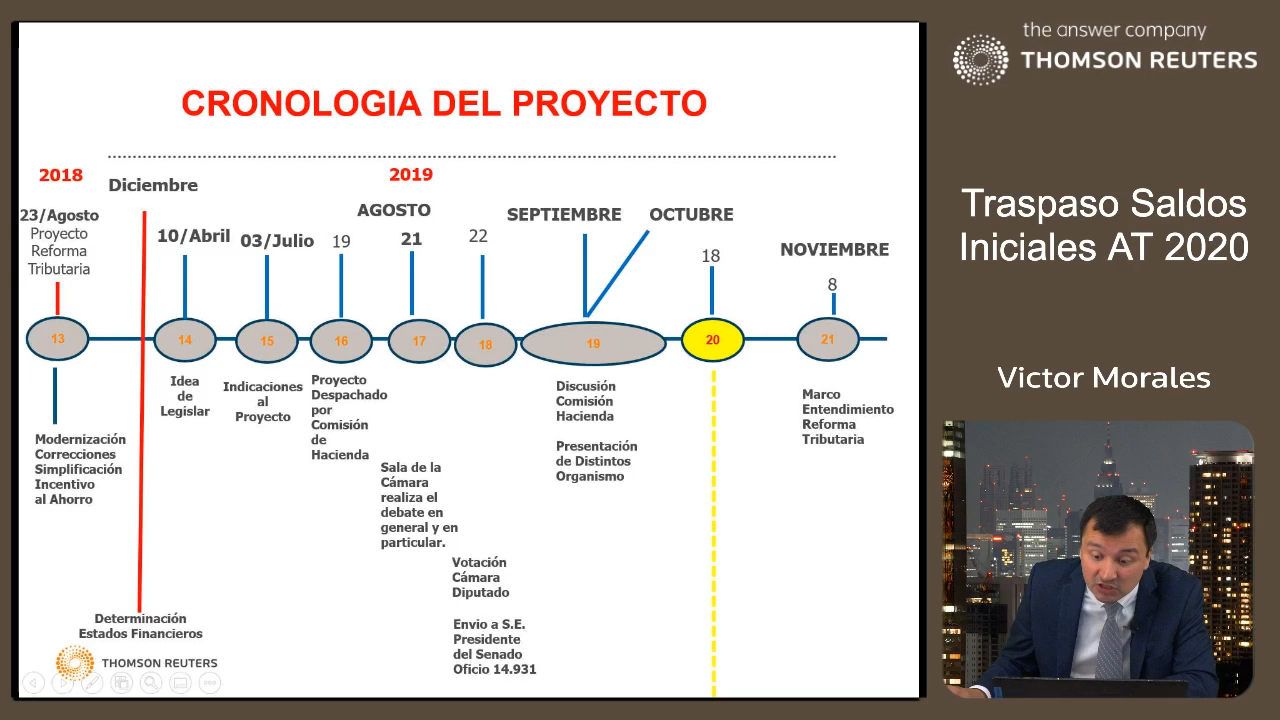 CRONOLOGIA DEL PROYECTO
2018
Diciembre
2019
23/Agosto
Proyecto
Reforma
Tributaria
10/Abril
03/Julio
AGOSTO
19
21
22
SEPTIEMBRE
OCTUBRE
18
NOVIEMBRE
8
13
14
15
16
17
18
19
20
21
Modernización
Correcciones
Simplificación
Incentivo
al Ahorro
Determinación
Estados Financieros
Idea
de
Legislar
Indicaciones
al
Proyecto
Proyecto
Despachado
por
Comisión
de
Hacienda
Sala de la
Cámara
realiza el
debate en
general y en
particular.
Votación
Cámara
Diputado
Envio a S.E.
Presidente
del Senado
Oficio 14.931
Discusión
Comisión
Hacienda
Presentación
de Distintos
Organismo
Marco
Entendimiento
Reforma
Tributaria
THOMSON REUTERS
the answer company
THOMSON REUTERS
Traspaso Saldos
Iniciales AT 2020
Victor Morales